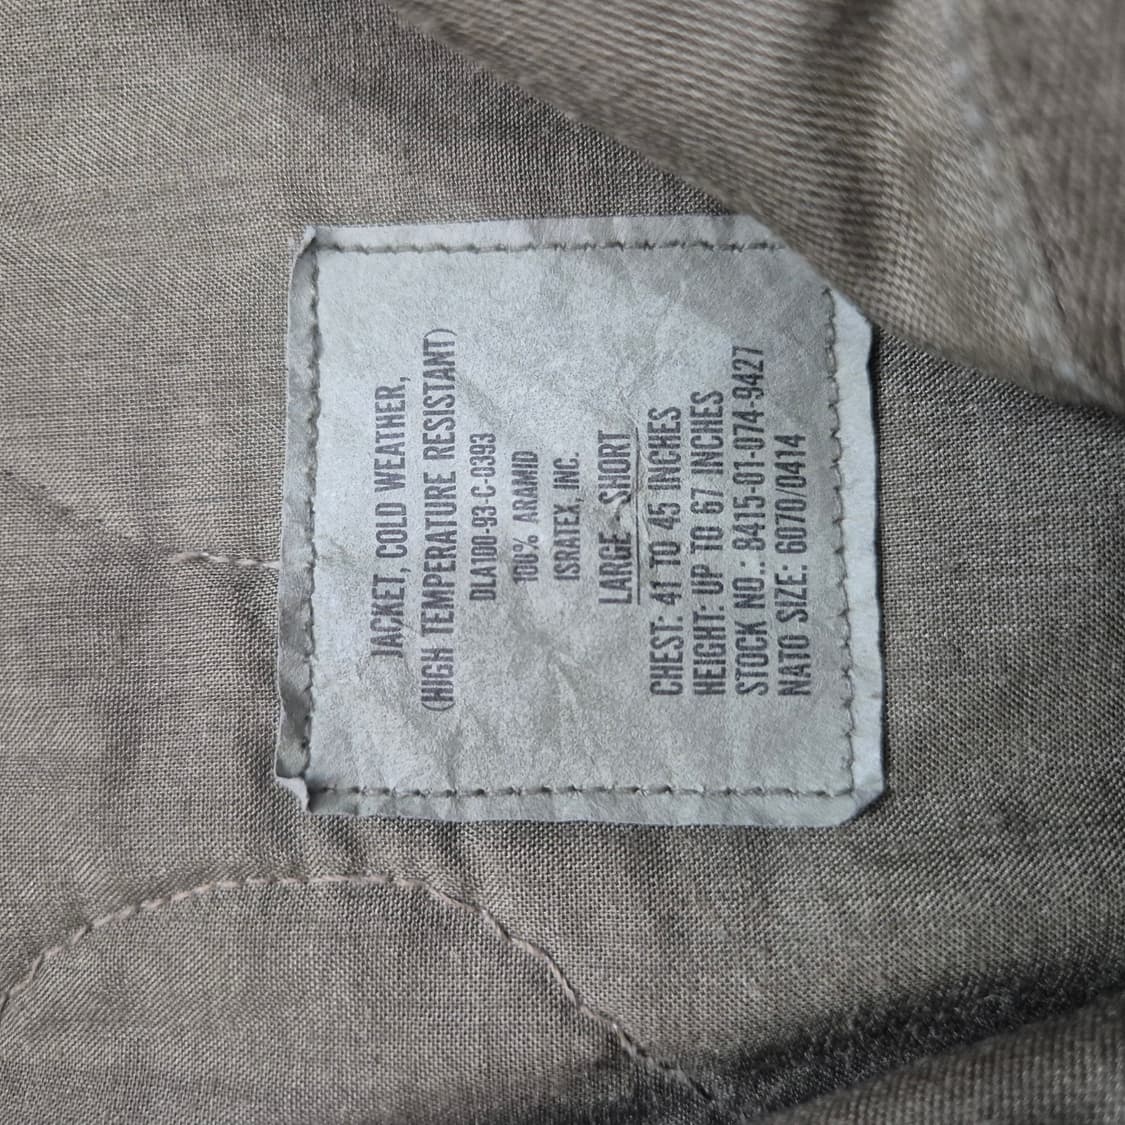 JACKET, COLD WEATHER,
(HIGH TEMPERATURE RESISTANT)
DLA100-93-C-0393
100% ARAMID
ISRATEX, INC.
LARGE - SHORT
CHEST: 41 TO 45 INCHES
HEIGHT: UP TO 67 INCHES
STOCK NO.: 8415-01-074-9427
NATO SIZE: 6070/0414